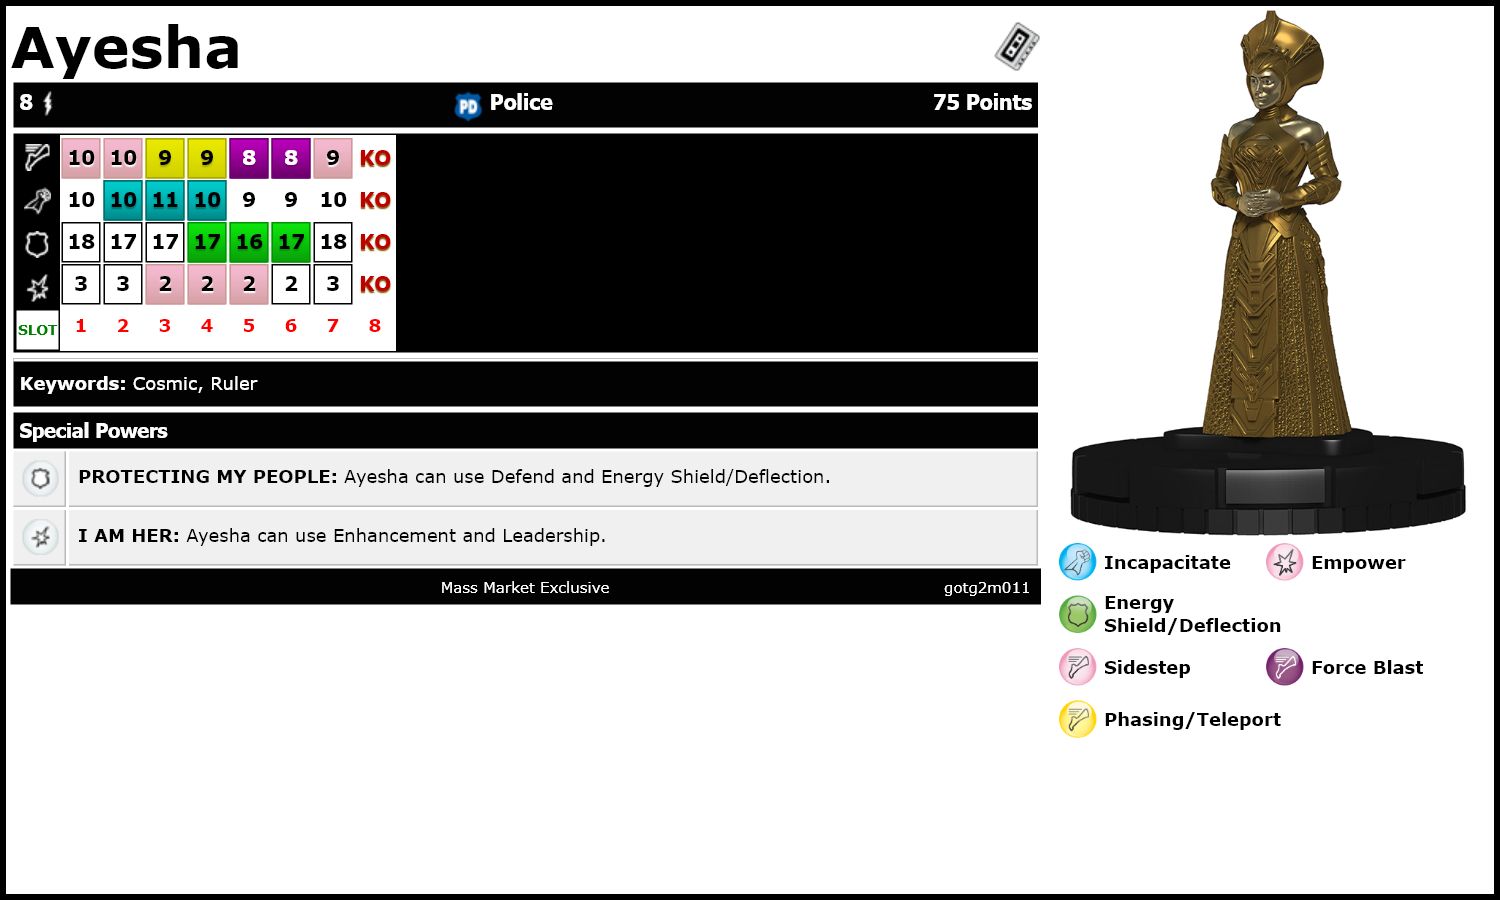 Ayesha
8 PD Police 75 Points
10 10 9 9 8 8 9 KO
10 10 11 10 9 9 10 KO
18 17 17 17 16 17 18 KO
3 3 2 2 2 2 3 KO
SLOT 1 2 3 4 5 6 7 8
Keywords: Cosmic, Ruler
Special Powers
PROTECTING MY PEOPLE: Ayesha can use Defend and Energy Shield/Deflection.
I AM HER: Ayesha can use Enhancement and Leadership.
Mass Market Exclusive gotg2m011
Incapacitate Empower
Energy
Shield/Deflection
Sidestep Force Blast
Phasing/Teleport